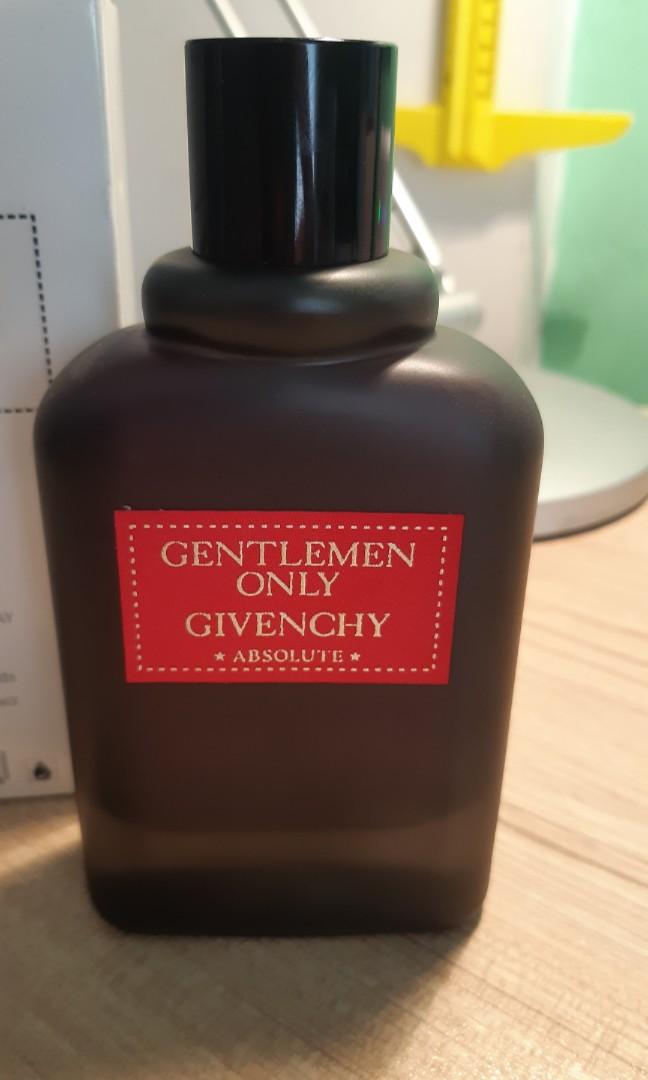 GENTLEMEN
ONLY
GIVENCHY
★ ABSOLUTE ★